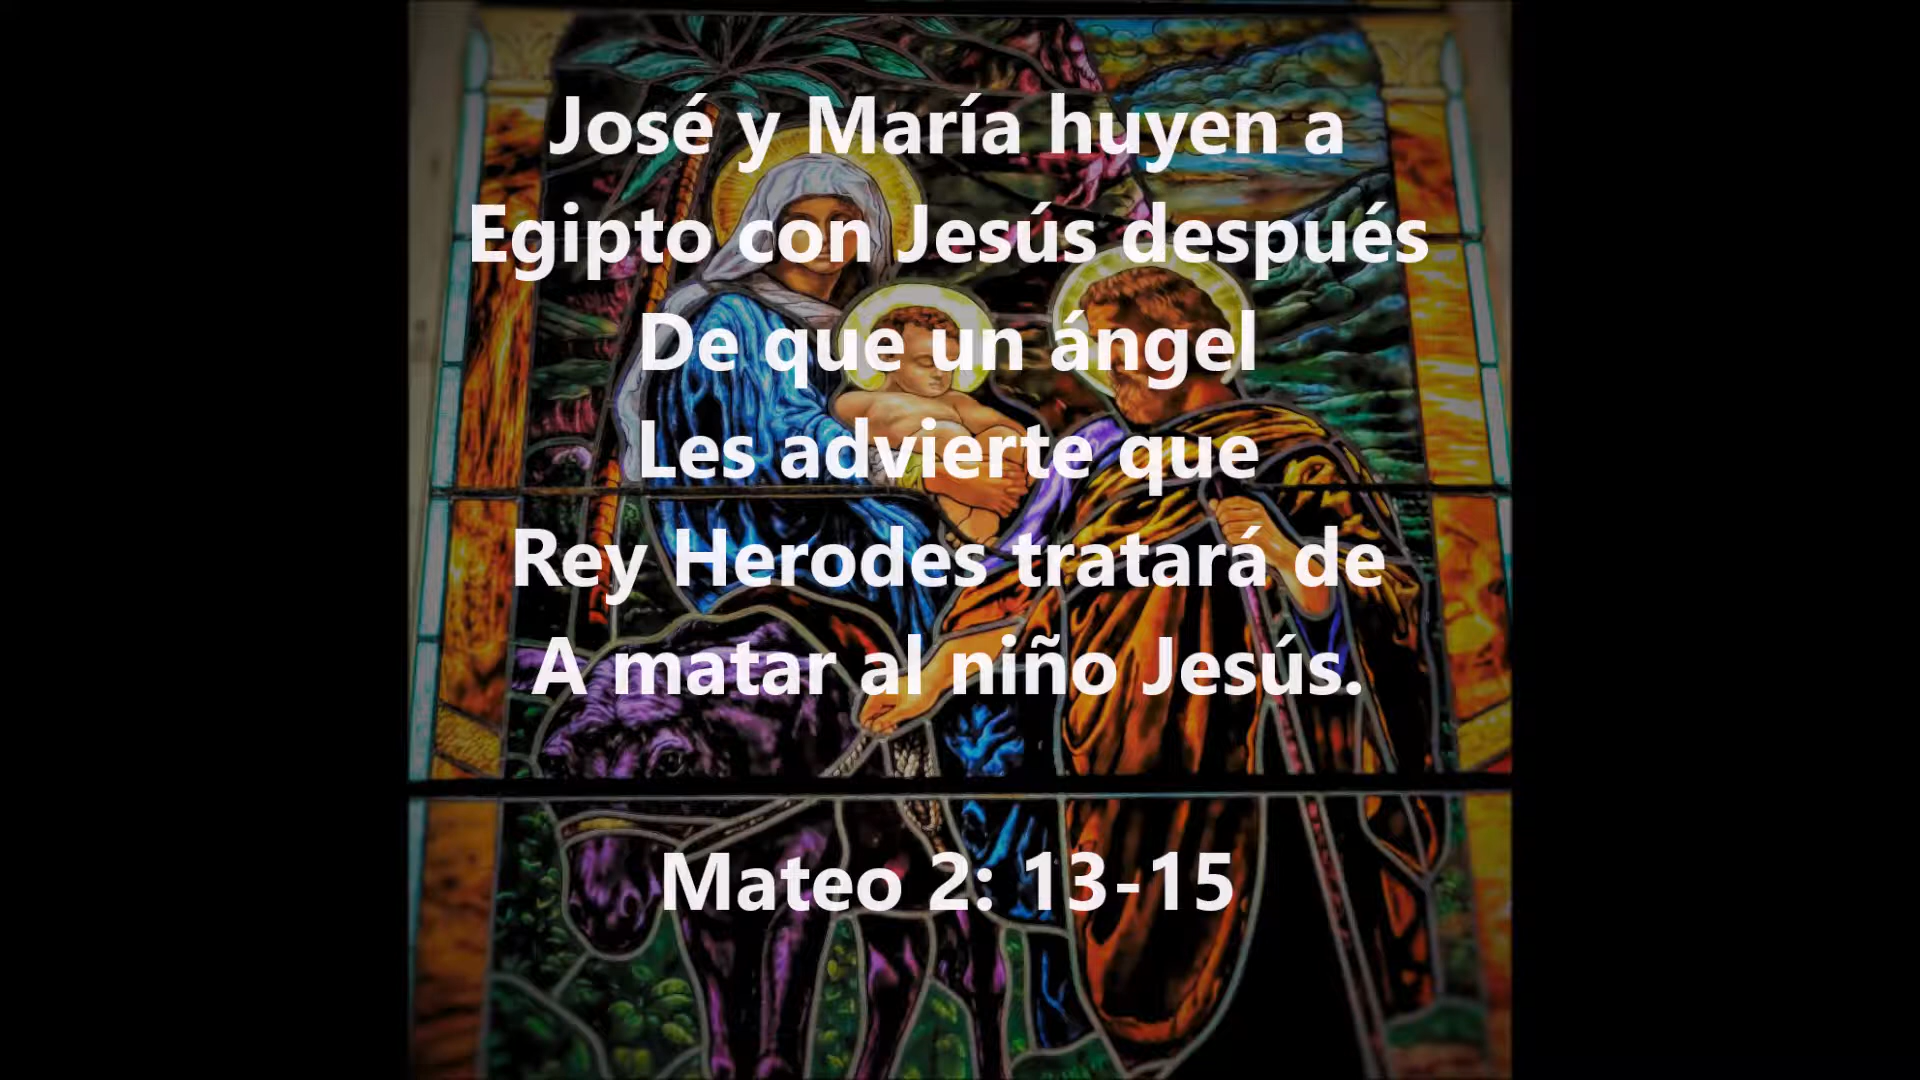 José y María huyen a
Egipto con Jesús después
De que un ángel
Les advierte que
Rey Herodes tratará de
A matar al niño Jesús.
Mateo 2: 13-15